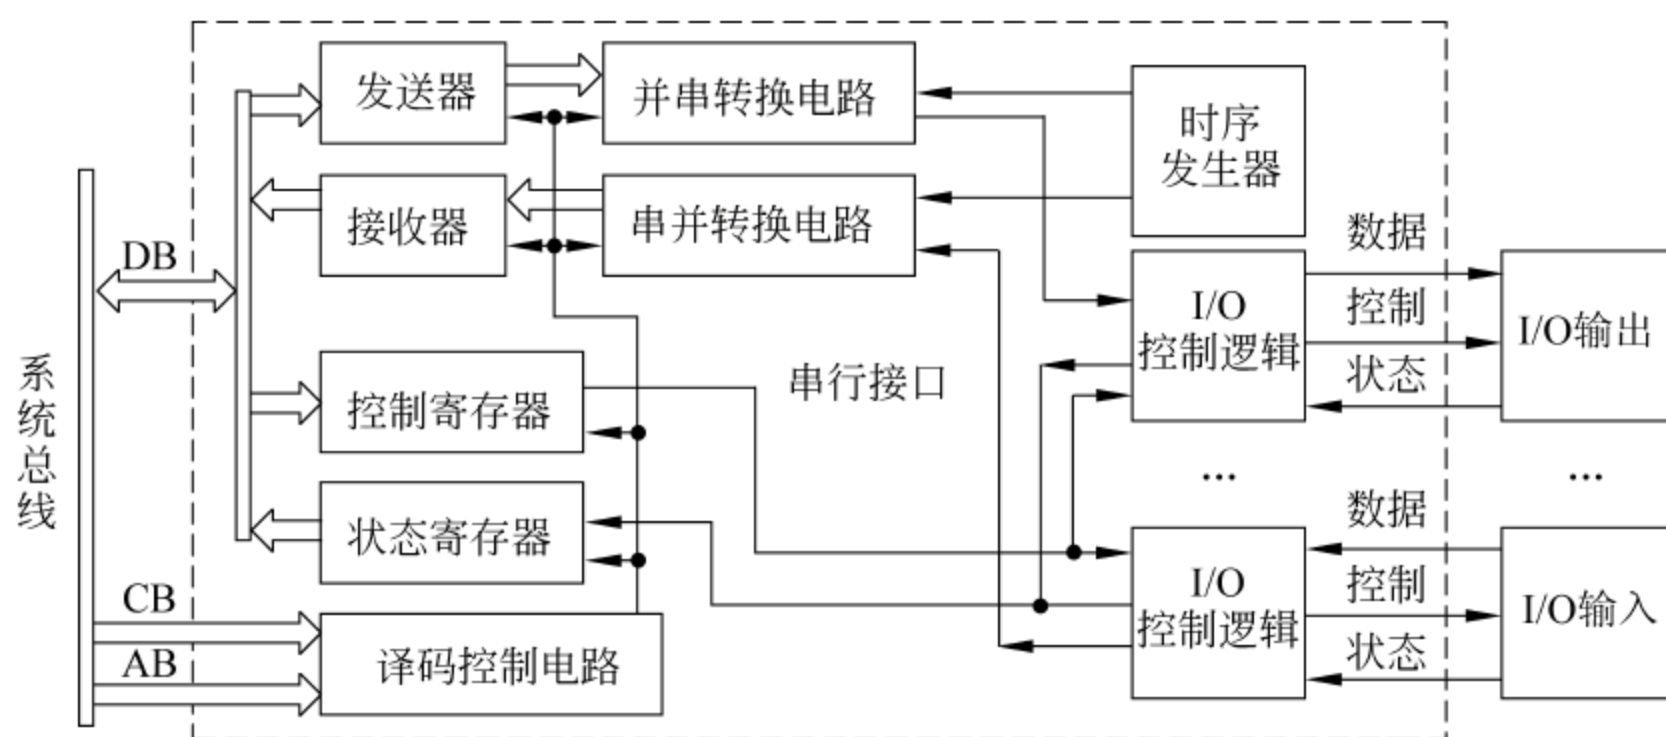 发送器
并串转换电路
时序
发生器
接收器
串并转换电路
数据
DB
I/O
控制逻辑
控制
I/O输出
状态
系统总线
控制寄存器
串行接口
...
...
状态寄存器
数据
I/O
控制逻辑
控制
I/O输入
状态
CB
AB
译码控制电路